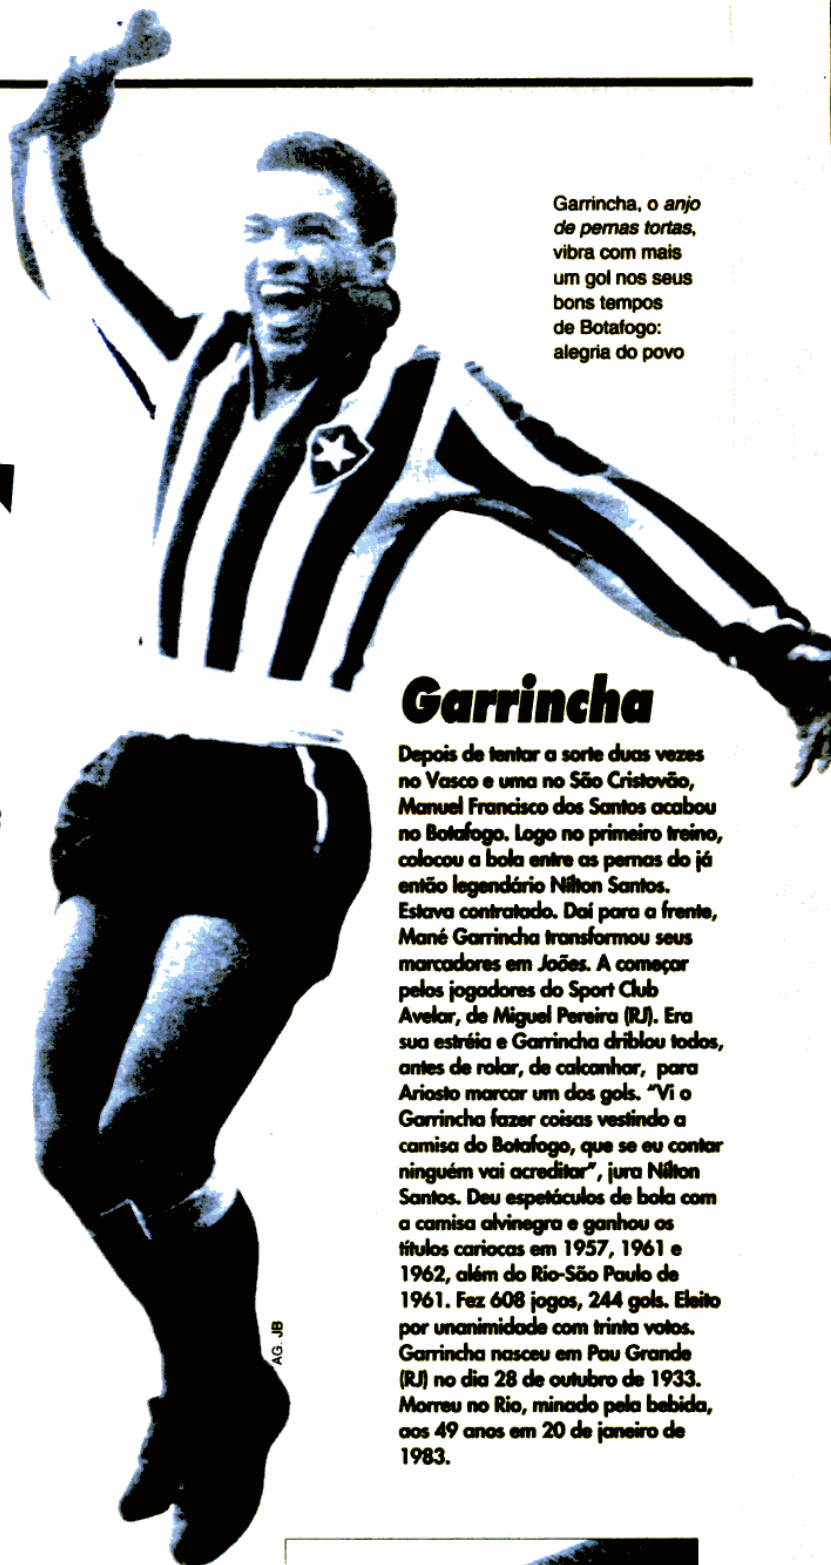 Garrincha, o anjo
de pernas tortas,
vibra com mais
um gol nos seus
bons tempos
de Botafogo:
alegria do povo
Garrincha
Depois de tentar a sorte duas vezes
no Vasco e uma no São Cristovão,
Manuel Francisco dos Santos acabou
no Botafogo. Logo no primeiro treino,
colocou a bola entre as pernas do já
então legendário Nílton Santos.
Estava contratado. Daí para a frente,
Mané Garrincha transformou seus
marcadores em Joões. A começar
pelos jogadores do Sport Club
Avelar, de Miguel Pereira (RJ). Era
sua estréia e Garrincha driblou todos,
antes de rolar, de calcanhar, para
Ariosto marcar um dos gols. "Vi o
Garrincha fazer coisas vestindo a
camisa do Botafogo, que se eu contar
ninguém vai acreditar", jura Nílton
Santos. Deu espetáculos de bola com
a camisa alvinegra e ganhou os
títulos cariocas em 1957, 1961 e
1962, além do Rio-São Paulo de
1961. Fez 608 jogos, 244 gols. Eleito
por unanimidade com trinta votos.
Garrincha nasceu em Pau Grande
(RJ) no dia 28 de outubro de 1933.
Morreu no Rio, minado pela bebida,
aos 49 anos em 20 de janeiro de
1983.
AG. JB